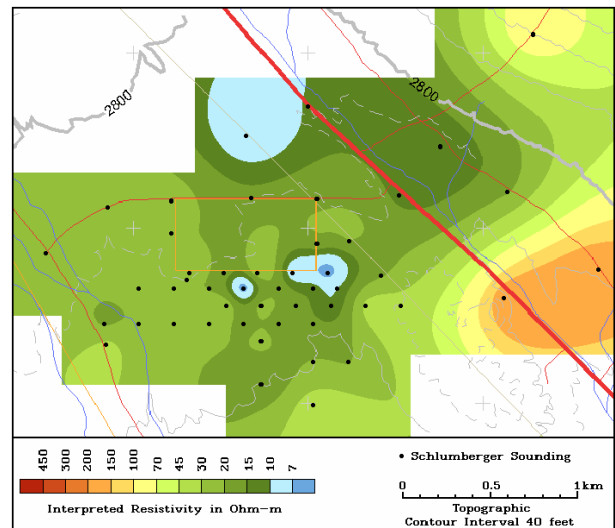 2800
2800
450 300 200 150 100 70 45 30 20 15 10 7
Interpreted Resistivity in Ohm-m
Schlumberger Sounding
0 0.5 1km
Topographic
Contour Interval 40 feet